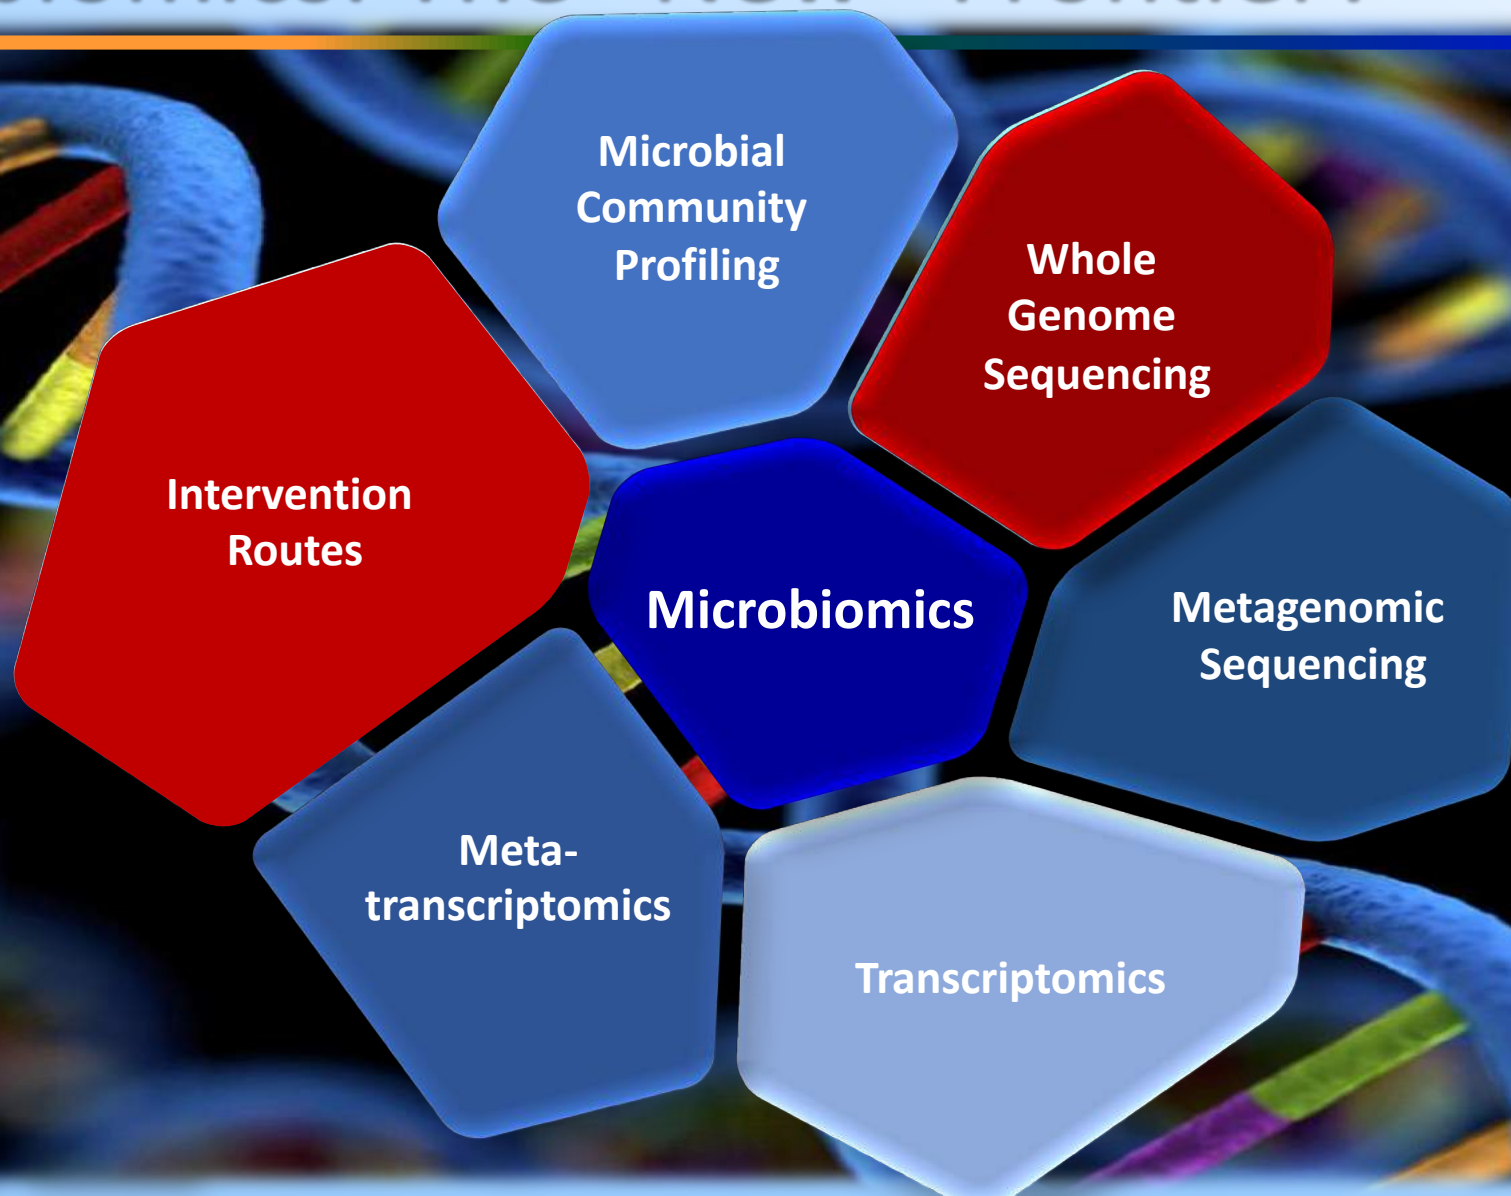 Microbial
Community
Profiling
Whole
Genome
Sequencing
Intervention
Routes
Microbiomics
Metagenomic
Sequencing
Meta-
transcriptomics
Transcriptomics